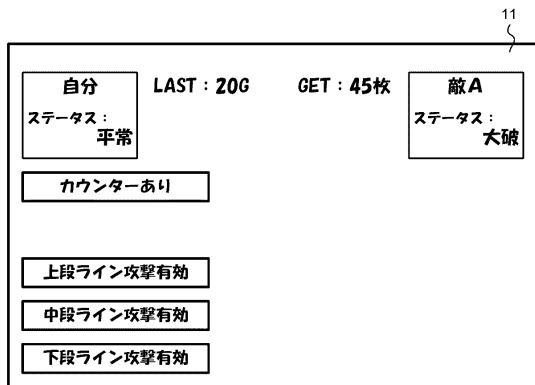 11
自分 LAST：20G GET：45枚 敵A
ステータス： ステータス：
平常 大破
カウンターあり
上段ライン攻撃有効
中段ライン攻撃有効
下段ライン攻撃有効